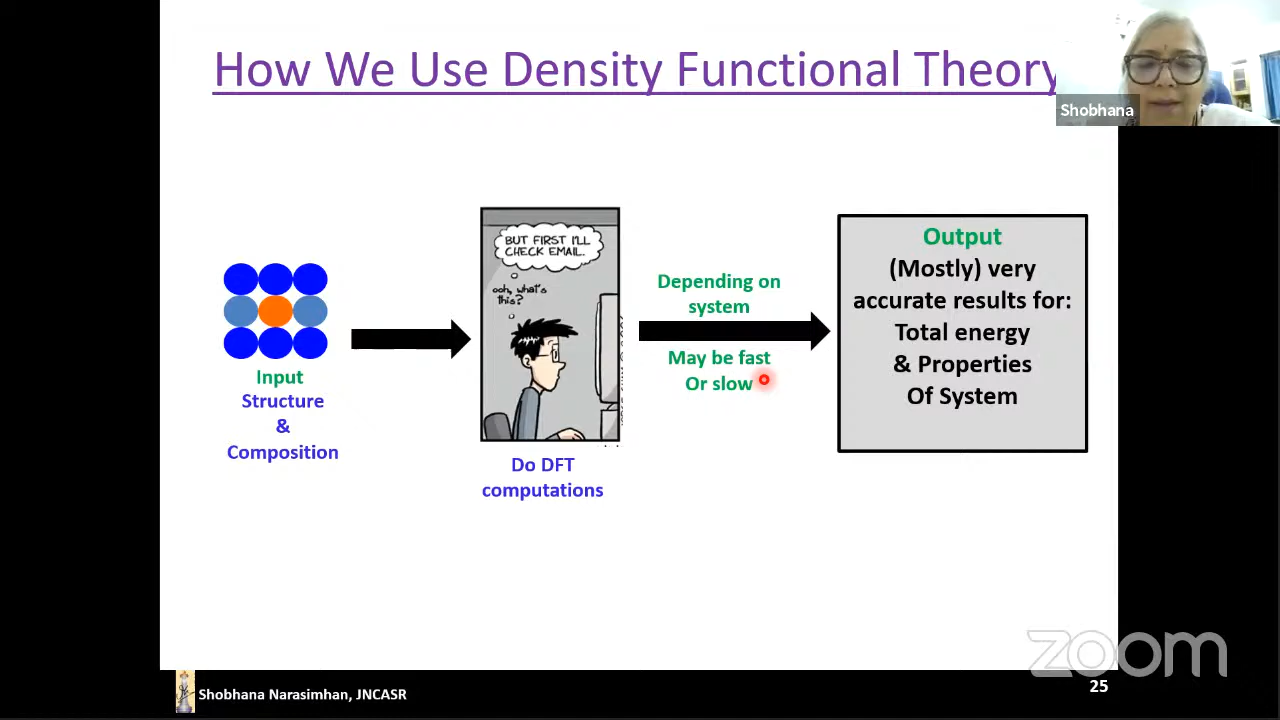 How We Use Density Functional Theory
Shobhana
BUT FIRST I'LL
CHECK EMAIL.
ooh, what's
this?
Input
Structure
&
Composition
Do DFT
computations
Depending on
system
May be fast
Or slow
Output
(Mostly) very
accurate results for:
Total energy
& Properties
Of System
zoom
Shobhana Narasimhan, JNCASR
25